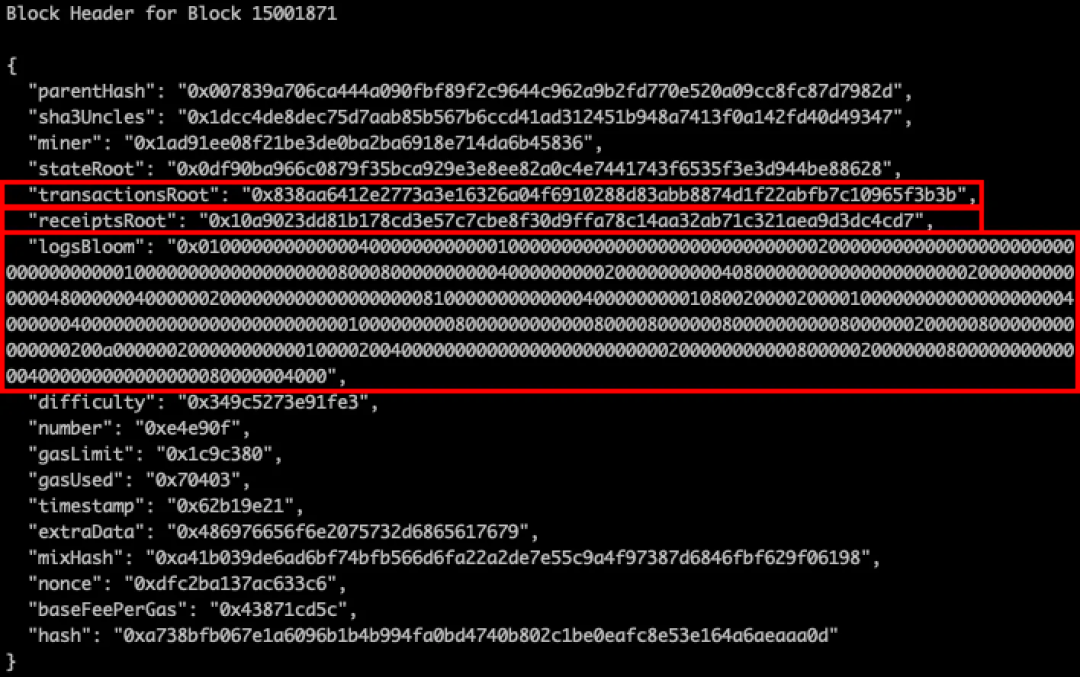 Block Header for Block 15001871
{
"parentHash": "0x007839a706ca444a090fbf89f2c9644c962a9b2fd770e520a09cc8fc87d7982d",
"sha3Uncles": "0x1dcc4de8dec75d7aab85b567b6ccd41ad312451b948a7413f0a142fd40d49347",
"miner": "0x1ad91ee08f21be3de0ba2ba6918e714da6b45836",
"stateRoot": "0x0df90ba966c0879f35bca929e3e8ee82a0c4e7441743f6535f3e3d944be88628",
"transactionsRoot": "0x838aa6412e2773a3e16326a04f6910288d83abb8874d1f22abfb7c10965f3b3b",
"receiptsRoot": "0x10a9023dd81b178cd3e57c7cbe8f30d9ffa78c14aa32ab71c321aea9d3dc4cd7",
"logsBloom":
"difficulty": "0x349c5273e91fe3",
"number": "0xe4e90f",
"gasLimit": "0x1c9c380",
"gasUsed": "0x70403",
"timestamp": "0x62b19e21",
"extraData": "0x486976656f6e2075732d6865617679",
"mixHash": "0xa41b039de6ad6bf74bfb566d6fa22a2de7e55c9a4f97387d6846fbf629f06198",
"nonce": "0xdfc2ba137ac633c6",
"baseFeePerGas": "0x43871cd5c",
"hash": "0xa738bfb067e1a6096b1b4b994fa0bd4740b802c1be0eafc8e53e164a6aeaaa0d"
}